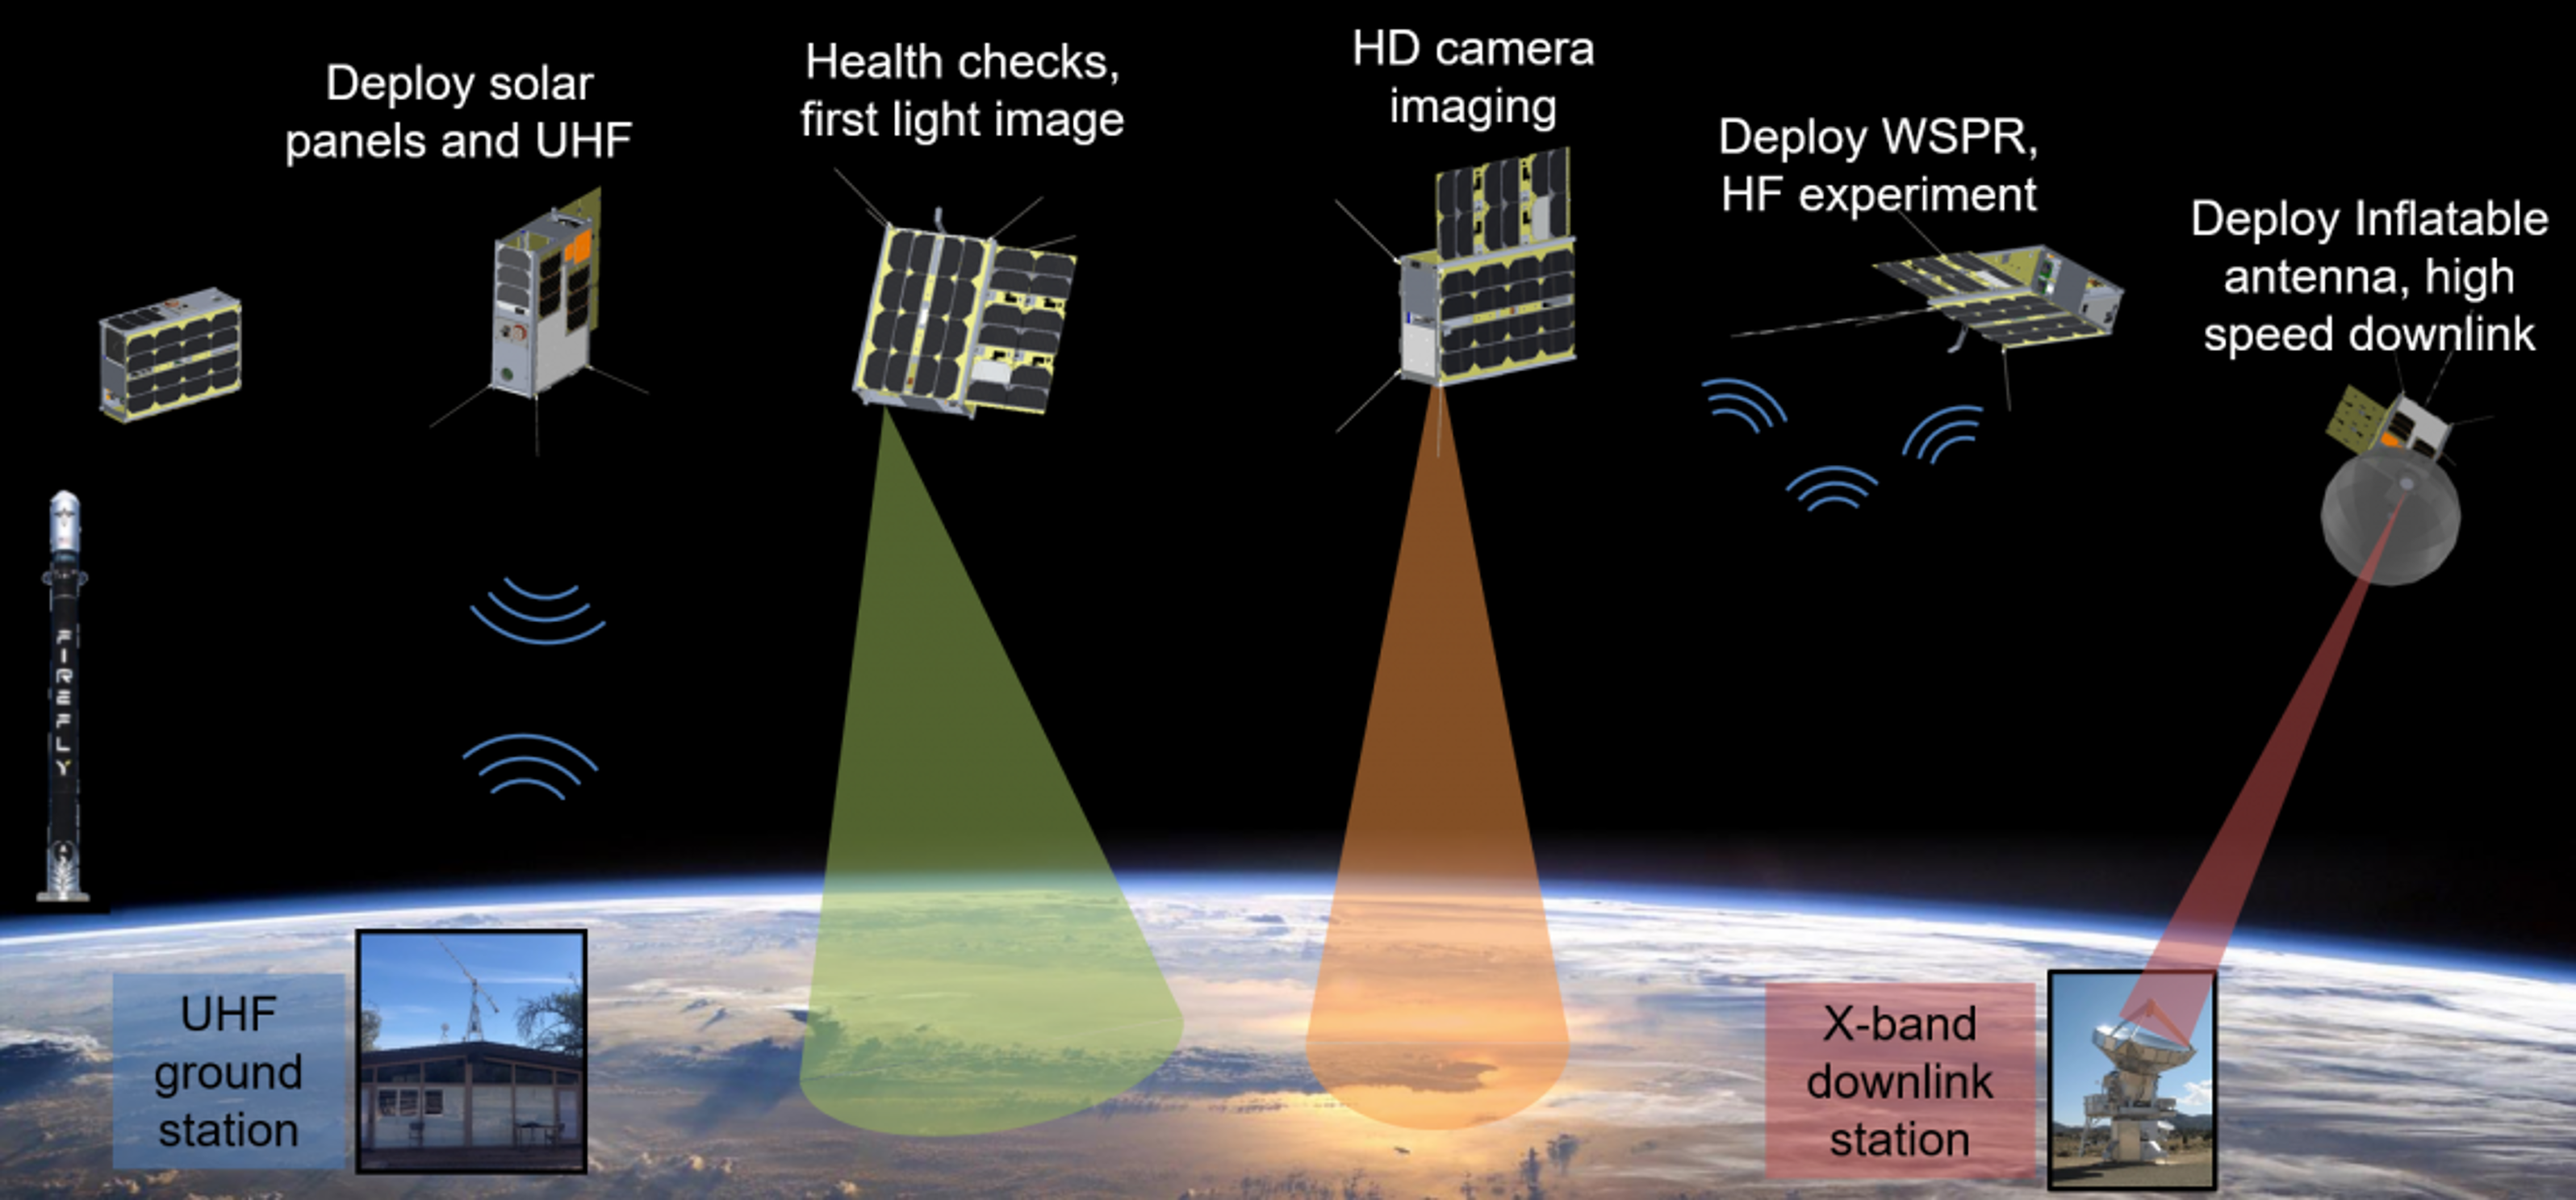 Deploy solar
panels and UHF
Health checks,
first light image
HD camera
imaging
Deploy WSPR,
HF experiment
Deploy Inflatable
antenna, high
speed downlink
FIREFLY
UHF
ground
station
X-band
downlink
station